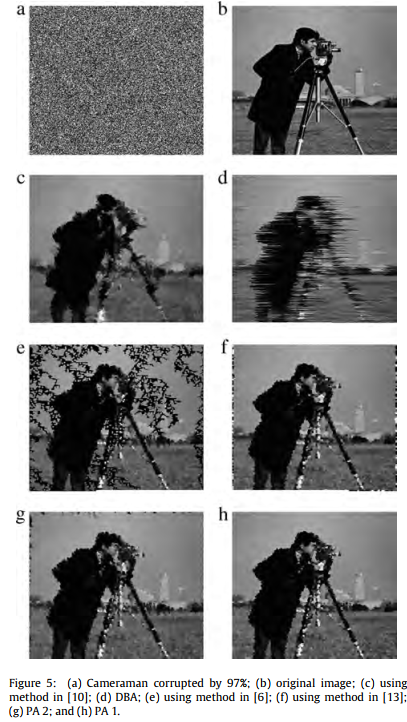 a
b
c
d
e
f
g
h
Figure 5: (a) Cameraman corrupted by 97%; (b) original image; (c) using
method in [10]; (d) DBA; (e) using method in [6]; (f) using method in [13];
(g) PA 2; and (h) PA 1.